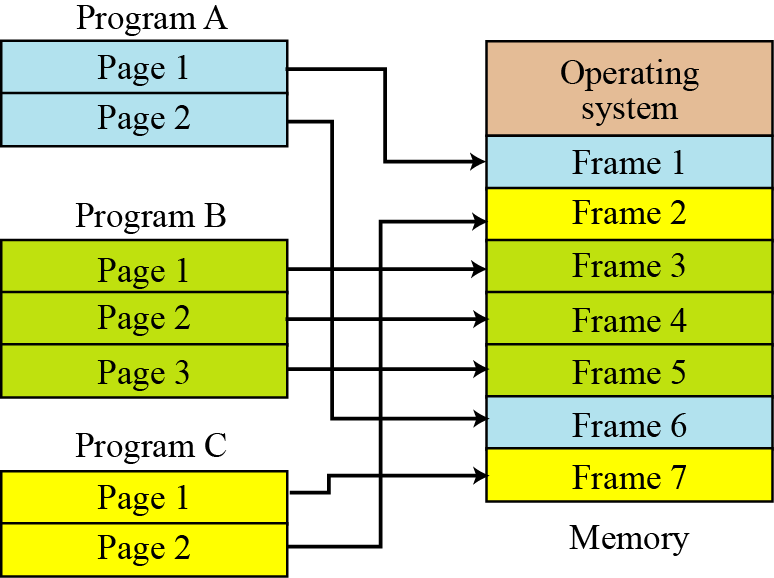 Program A
Page 1
Page 2
Program B
Page 1
Page 2
Page 3
Program C
Page 1
Page 2
Operating
system
Frame 1
Frame 2
Frame 3
Frame 4
Frame 5
Frame 6
Frame 7
Memory